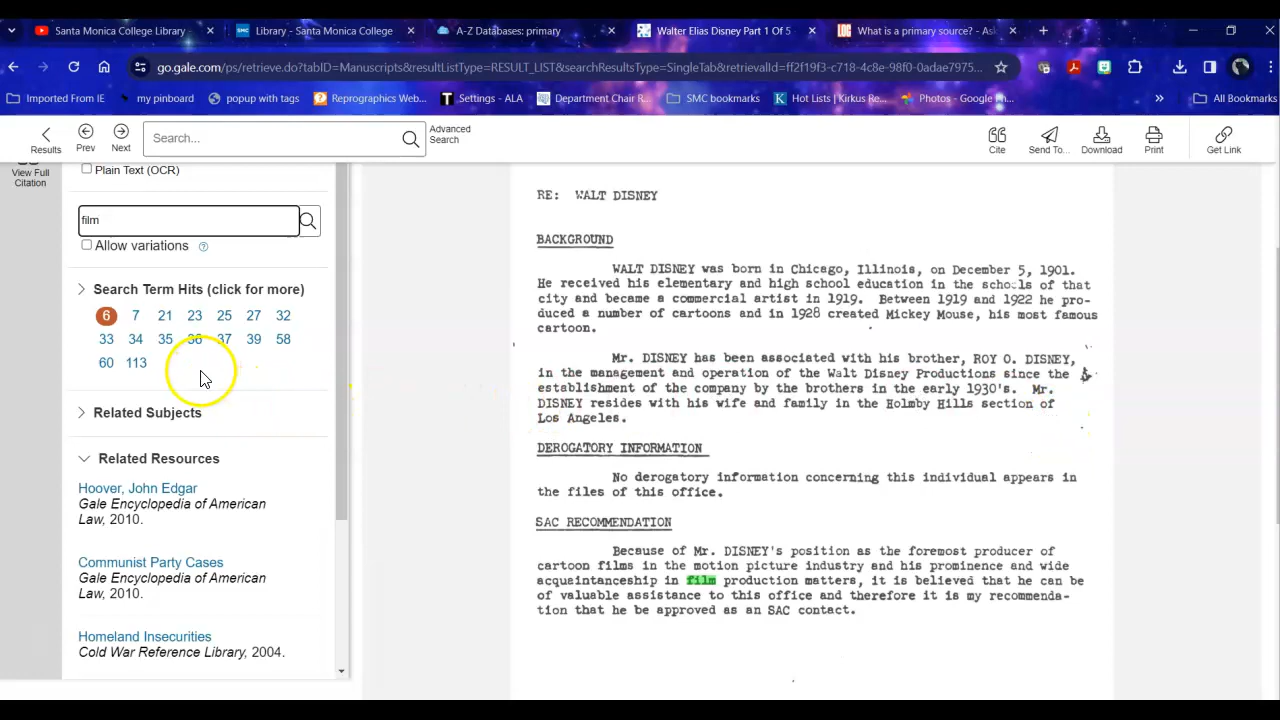 Santa Monica College Library -
Library - Santa Monica College
A-Z Databases: primary
Walter Elias Disney Part 1 Of 5
What is a primary source? - Ask
go.gale.com/ps/retrieve.do?tabID=Manuscripts&resultListType=RESULT_LIST&searchResultsType=SingleTab&retrievalId=ff2f19f3-c718-4c8e-98f0-0adae7975...
Imported From IE
my pinboard
popup with tags
Reprographics Web...
Settings - ALA
Department Chair R...
SMC bookmarks
Hot Lists | Kirkus Re...
Photos - Google Ph...
All Bookmarks
Results
Prev
Next
Search...
Advanced
Search
Cite
Send To...
Download
Print
Get Link
View Full
Citation
Plain Text (OCR)
film
Allow variations
Search Term Hits (click for more)
6 7 21 23 25 27 32
33 34 35 36 37 39 58
60 113
Related Subjects
Related Resources
Hoover, John Edgar
Gale Encyclopedia of American
Law, 2010.
Communist Party Cases
Gale Encyclopedia of American
Law, 2010.
Homeland Insecurities
Cold War Reference Library, 2004.
RE: WALT DISNEY
BACKGROUND
WALT DISNEY was born in Chicago, Illinois, on December 5, 1901.
He received his elementary and high school education in the schools of that
city and became a commercial artist in 1919. Between 1919 and 1922 he pro-
duced a number of cartoons and in 1928 created Mickey Mouse, his most famous
cartoon.
Mr. DISNEY has been associated with his brother, ROY O. DISNEY,
in the management and operation of the Walt Disney Productions since the
establishment of the company by the brothers in the early 1930's. Mr.
DISNEY resides with his wife and family in the Holmby Hills section of
Los Angeles.
DEROGATORY INFORMATION
No derogatory information concerning this individual appears in
the files of this office.
SAC RECOMMENDATION
Because of Mr. DISNEY's position as the foremost producer of
cartoon films in the motion picture industry and his prominence and wide
acquaintanceship in film production matters, it is believed that he can be
of valuable assistance to this office and therefore it is my recommenda-
tion that he be approved as an SAC contact.